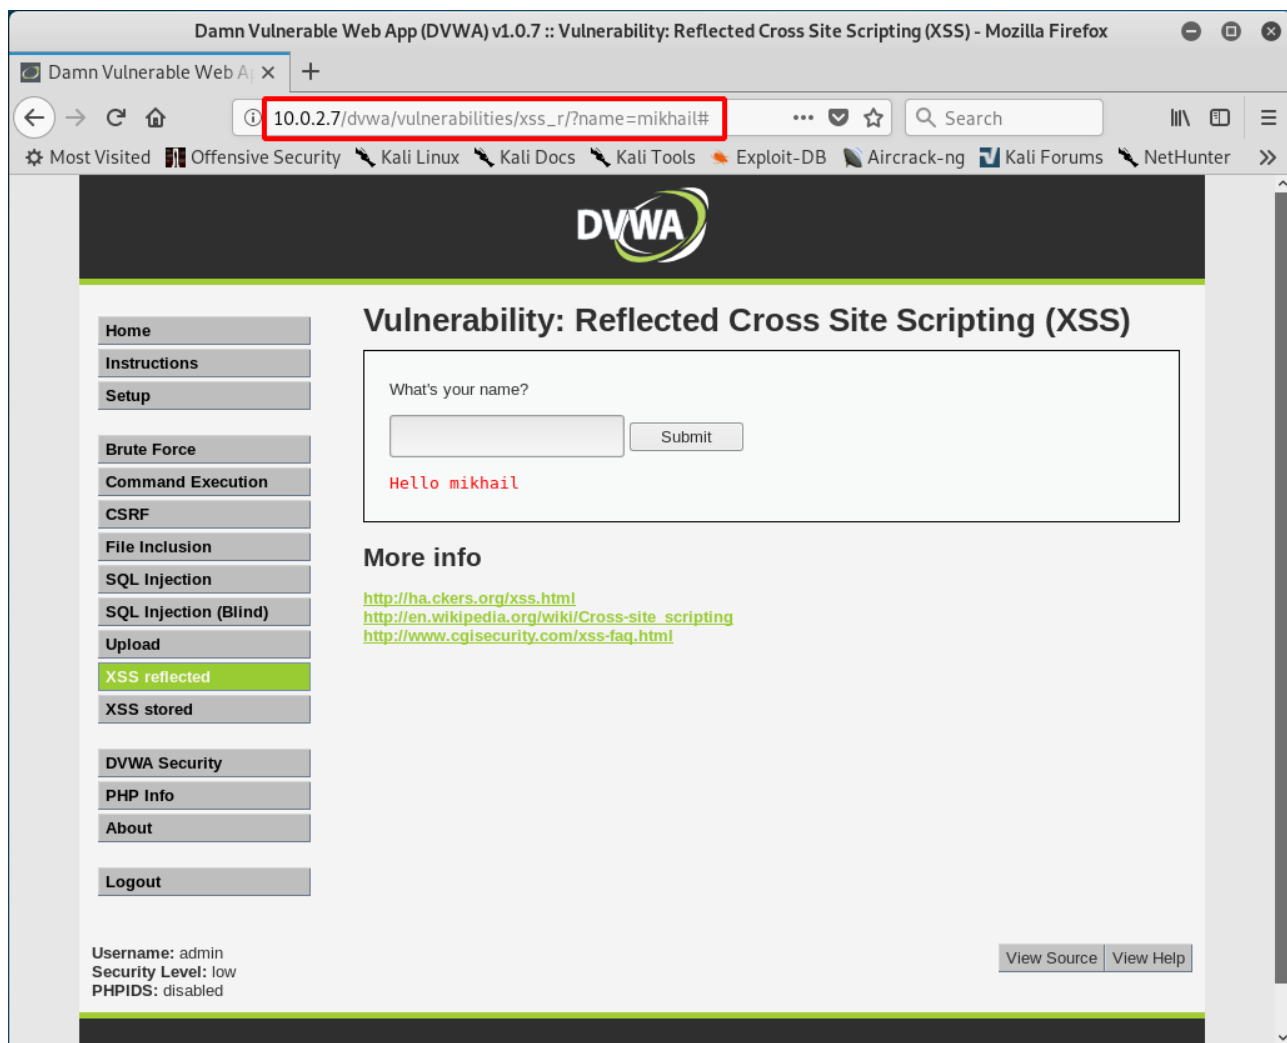 Damn Vulnerable Web App (DVWA) v1.0.7 :: Vulnerability: Reflected Cross Site Scripting (XSS) - Mozilla Firefox
Damn Vulnerable Web A
10.0.2.7/dvwa/vulnerabilities/xss_r/?name=mikhail#
Search
Most Visited Offensive Security Kali Linux Kali Docs Kali Tools Exploit-DB Aircrack-ng Kali Forums NetHunter
DVWA
Vulnerability: Reflected Cross Site Scripting (XSS)
Home
Instructions
Setup
Brute Force
Command Execution
CSRF
File Inclusion
SQL Injection
SQL Injection (Blind)
Upload
XSS reflected
XSS stored
DVWA Security
PHP Info
About
Logout
What's your name?
Submit
Hello mikhail
More info
http://ha.ckers.org/xss.html
http://en.wikipedia.org/wiki/Cross-site_scripting
http://www.cgisecurity.com/xss-faq.html
Username: admin
Security Level: low
PHPIDS: disabled
View Source View Help